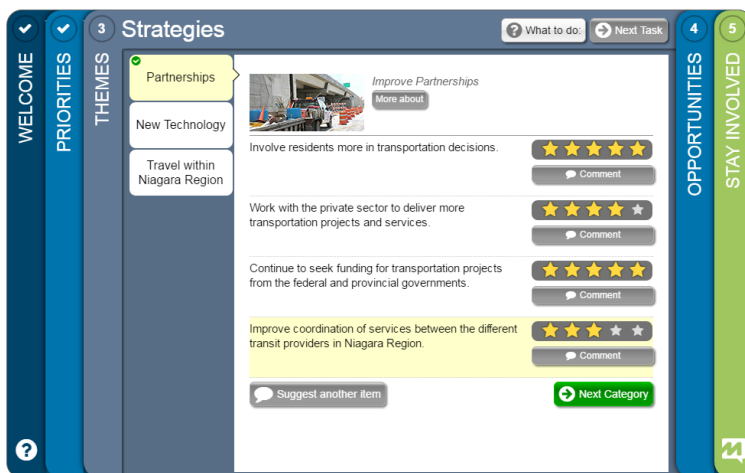 WELCOME
PRIORITIES
3
THEMES
Strategies
? What to do:
Next Task
Partnerships
New Technology
Travel within
Niagara Region
Improve Partnerships
More about
Involve residents more in transportation decisions.
Comment
Work with the private sector to deliver more
transportation projects and services.
Comment
Continue to seek funding for transportation projects
from the federal and provincial governments.
Comment
Improve coordination of services between the different
transit providers in Niagara Region.
Comment
Suggest another item
Next Category
4
OPPORTUNITIES
5
STAY INVOLVED
?